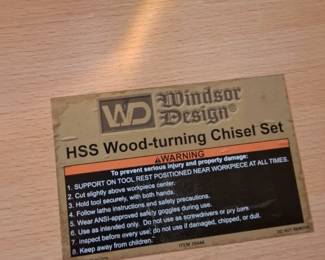 WD Windsor
Design®
HSS Wood-turning Chisel Set
WARNING
To prevent serious injury and property damage:
1. SUPPORT ON TOOL REST POSITIONED NEAR WORKPIECE AT ALL TIMES.
2. Cut slightly above workpiece center.
3. Hold tool securely, with both hands.
4. Follow lathe instructions and safety precautions.
5. Wear ANSI-approved safety goggles during use.
6. Use as intended only. Do not use as screwdrivers or pry bars.
7. Inspect before every use; do not use if damaged, chipped, or dull.
8. Keep away from children.
ITEM
DO NOT REMOVE